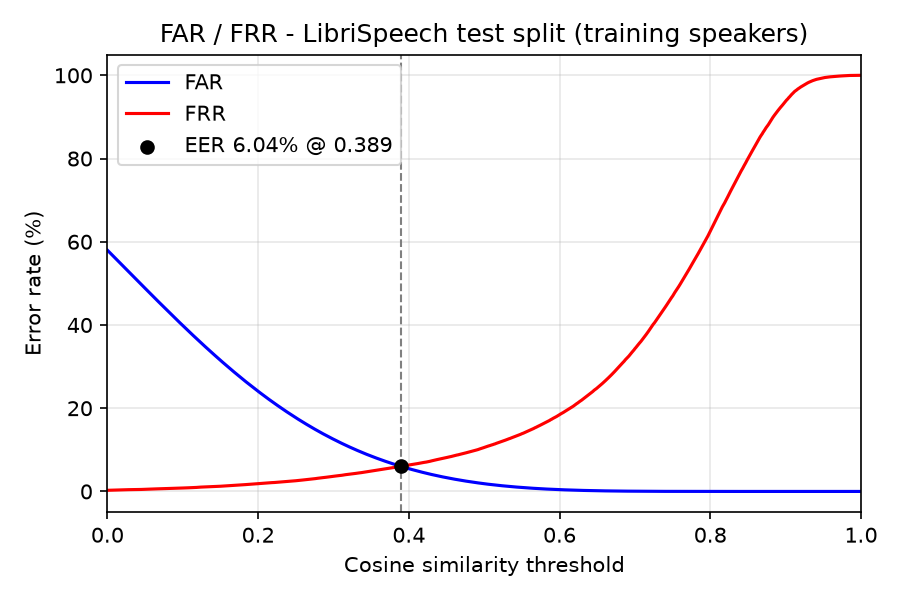 FAR / FRR - LibriSpeech test split (training speakers)
FAR
FRR
EER 6.04% @ 0.389
Error rate (%)
100
80
60
40
20
0
0.0 0.2 0.4 0.6 0.8 1.0
Cosine similarity threshold